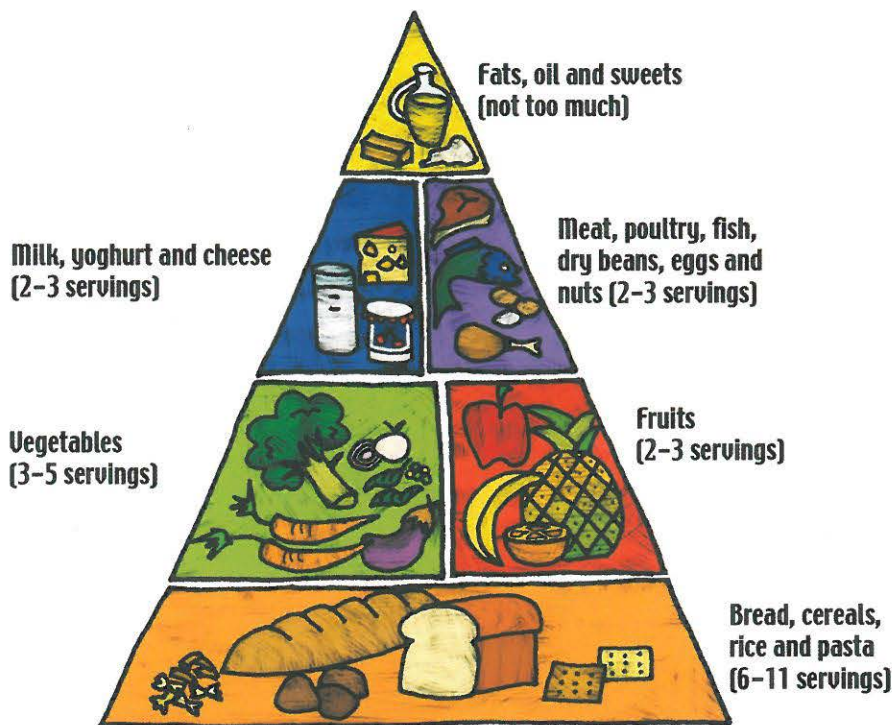 Fats, oil and sweets
(not too much)
Milk, yoghurt and cheese
(2–3 servings)
Meat, poultry, fish,
dry beans, eggs and
nuts (2–3 servings)
Vegetables
(3–5 servings)
Fruits
(2–3 servings)
Bread, cereals,
rice and pasta
(6–11 servings)